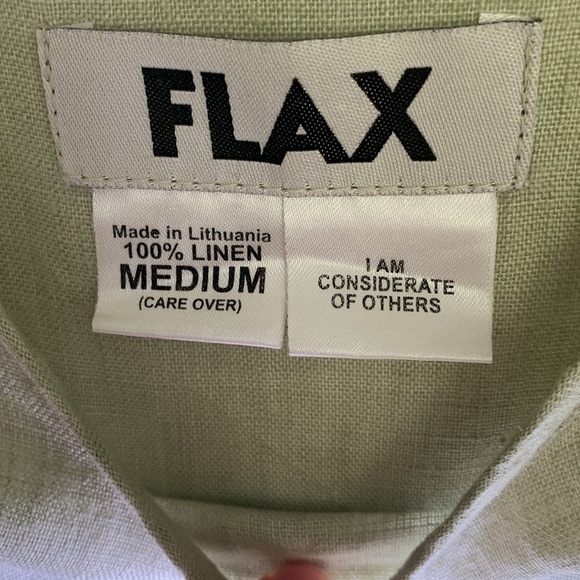 FLAX
Made in Lithuania
100% LINEN
MEDIUM
(CARE OVER)
I AM
CONSIDERATE
OF OTHERS